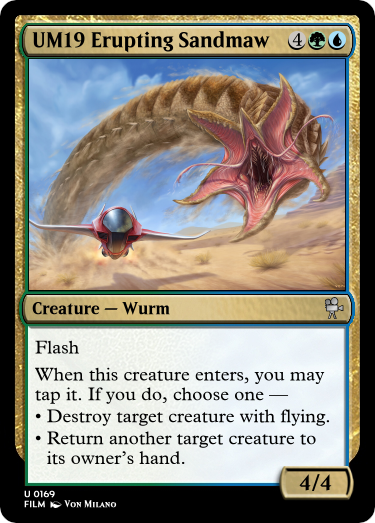 UM19 Erupting Sandmaw 4
Creature — Wurm
Flash
When this creature enters, you may
tap it. If you do, choose one —
• Destroy target creature with flying.
• Return another target creature to
its owner's hand.
4/4
U 0169
FILM Von Milano